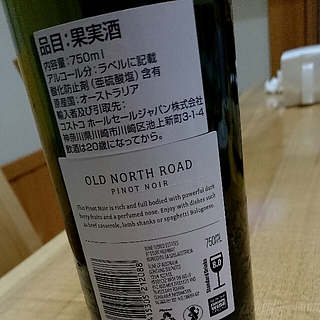 品目:果実酒
内容量:750ml
アルコール分:ラベルに記載
酸化防止剤(亜硫酸塩)含有
原産国:オーストラリア
輸入者及び引取先:
コストコ ホールセールジャパン株式会社
神奈川県川崎市川崎区池上新町3-1-4
飲酒は20歳になってから。
OLD NORTH ROAD
PINOT NOIR
This Pinot Noir is rich and full bodied with powerful dark
berry fruits and a perfumed nose. Enjoy with dishes such
as beef casserole, lamb shanks or spaghetti Bolognese.
750ML
8.0
Standard Drinks